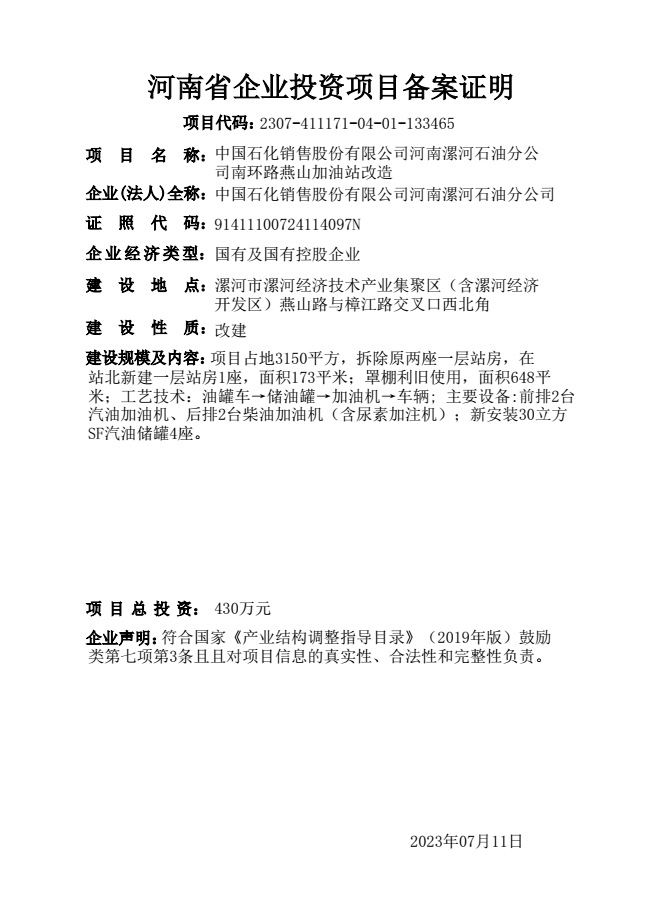 河南省企业投资项目备案证明
项目代码：2307-411171-04-01-133465
项目名称：中国石化销售股份有限公司河南漯河石油分公
司南环路燕山加油站改造
企业(法人)全称：中国石化销售股份有限公司河南漯河石油分公司
证照代码：91411100724114097N
企业经济类型：国有及国有控股企业
建设地点：漯河市漯河经济技术产业集聚区（含漯河经济
开发区）燕山路与樟江路交叉口西北角
建设性质：改建
建设规模及内容：项目占地3150平方，拆除原两座一层站房，在
站北新建一层站房1座，面积173平米；罩棚利旧使用，面积648平
米；工艺技术：油罐车→储油罐→加油机→车辆；主要设备:前排2台
汽油加油机、后排2台柴油加油机（含尿素加注机）；新安装30立方
SF汽油储罐4座。
项目总投资：430万元
企业声明：符合国家《产业结构调整指导目录》（2019年版）鼓励
类第七项第3条且且对项目信息的真实性、合法性和完整性负责。
2023年07月11日